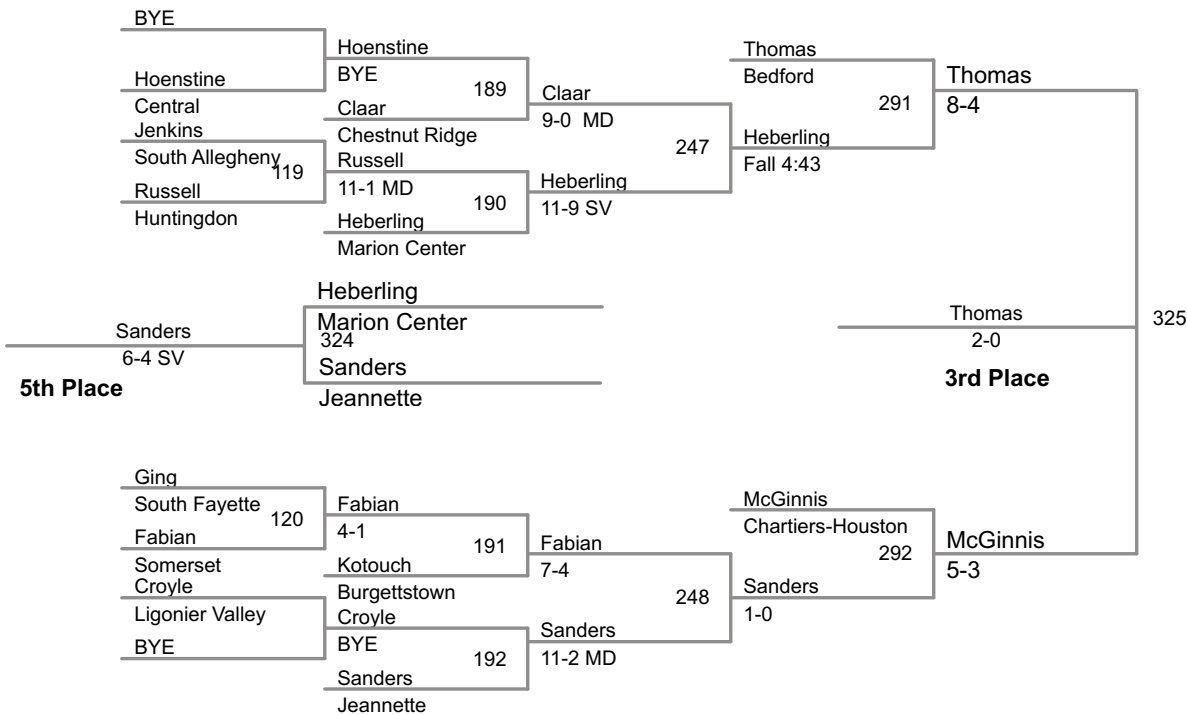 BYE
Hoenstine
Central
Jenkins
South Allegheny
119
Russell
Huntingdon
Hoenstine
BYE
189
Claar
Chestnut Ridge
Russell
11-1 MD
190
Heberling
Marion Center
Claar
9-0 MD
247
Heberling
11-9 SV
Thomas
Bedford
291
Heberling
Fall 4:43
Thomas
8-4
Heberling
Marion Center
324
Sanders
Jeannette
Sanders
6-4 SV
5th Place
Thomas
2-0
3rd Place
325
Ging
South Fayette
120
Fabian
Somerset
Croyle
Ligonier Valley
BYE
Fabian
4-1
191
Kotouch
Burgettstown
Croyle
BYE
192
Sanders
Jeannette
Fabian
7-4
248
Sanders
11-2 MD
McGinnis
Chartiers-Houston
292
Sanders
1-0
McGinnis
5-3